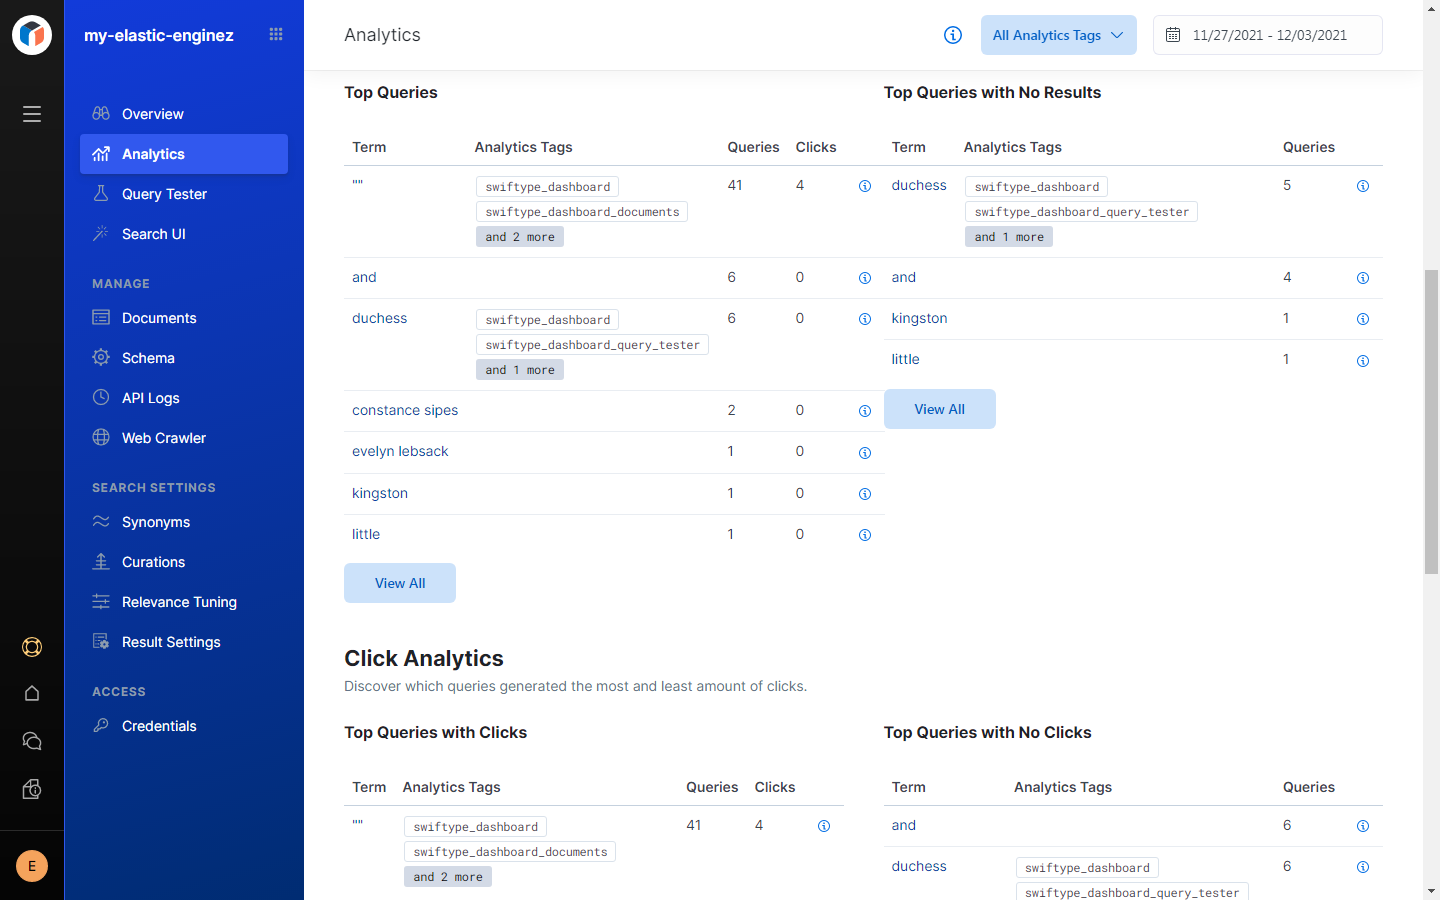 my-elastic-enginez
Overview
Analytics
Query Tester
Search UI
MANAGE
Documents
Schema
API Logs
Web Crawler
SEARCH SETTINGS
Synonyms
Curations
Relevance Tuning
Result Settings
ACCESS
Credentials
E
Analytics
All Analytics Tags
11/27/2021 - 12/03/2021
Top Queries
Term Analytics Tags Queries Clicks
"" swiftype_dashboard 41 4
swiftype_dashboard_documents
and 2 more
and 6 0
duchess swiftype_dashboard 6 0
swiftype_dashboard_query_tester
and 1 more
constance sipes 2 0
evelyn lebsack 1 0
kingston 1 0
little 1 0
View All
Top Queries with No Results
Term Analytics Tags Queries
duchess swiftype_dashboard 5
swiftype_dashboard_query_tester
and 1 more
and 4
kingston 1
little 1
View All
Click Analytics
Discover which queries generated the most and least amount of clicks.
Top Queries with Clicks
Term Analytics Tags Queries Clicks
"" swiftype_dashboard 41 4
swiftype_dashboard_documents
and 2 more
Top Queries with No Clicks
Term Analytics Tags Queries
and 6
duchess swiftype_dashboard 6
swiftype_dashboard_query_tester